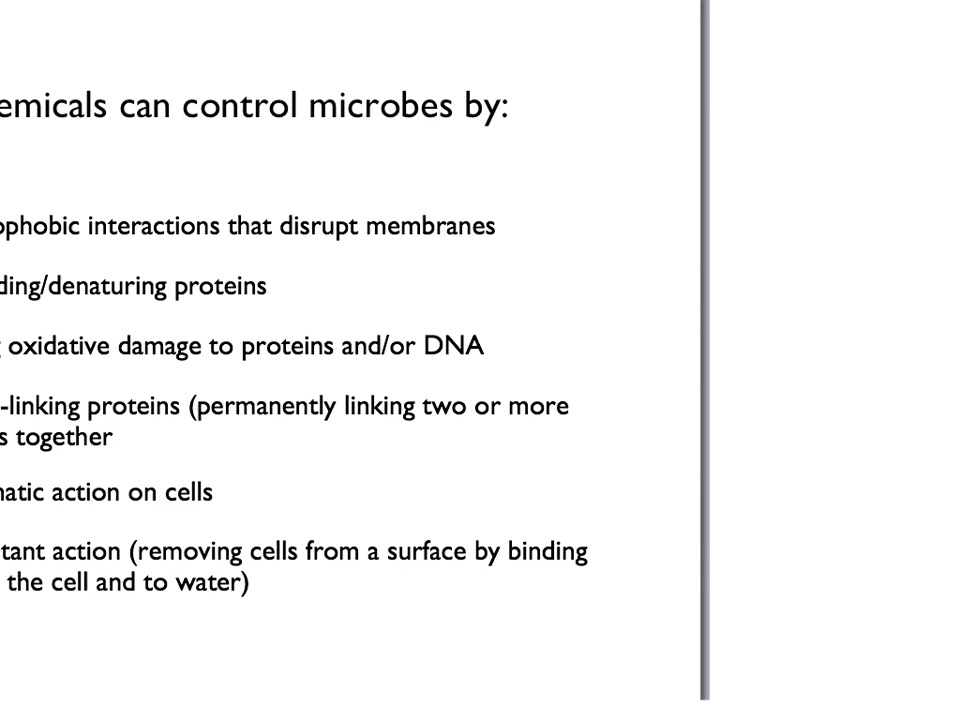 emicals can control microbes by:
ophobic interactions that disrupt membranes
ding/denaturing proteins
g oxidative damage to proteins and/or DNA
-linking proteins (permanently linking two or more
s together
natic action on cells
tant action (removing cells from a surface by binding
the cell and to water)